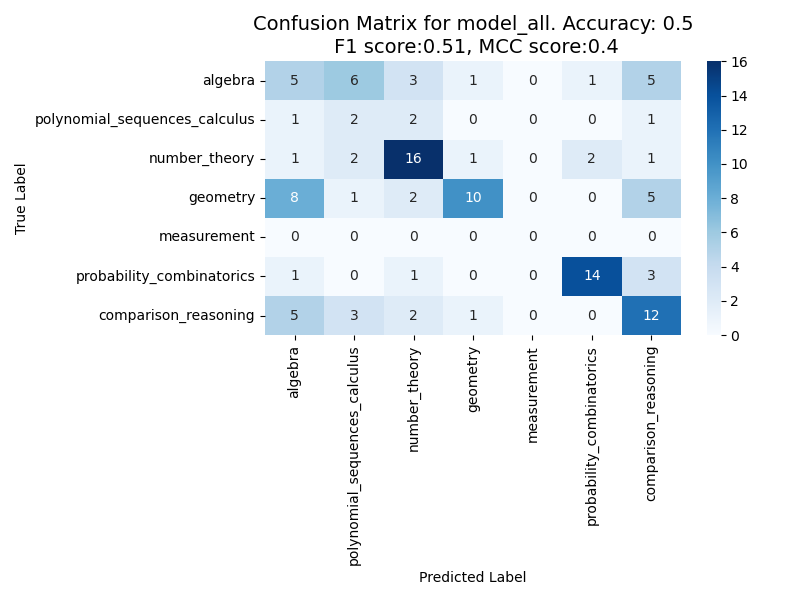 Confusion Matrix for model_all. Accuracy: 0.5
F1 score:0.51, MCC score:0.4
True Label
algebra 5 6 3 1 0 1 5
polynomial_sequences_calculus 1 2 2 0 0 0 1
number_theory 1 2 16 1 0 2 1
geometry 8 1 2 10 0 0 5
measurement 0 0 0 0 0 0 0
probability_combinatorics 1 0 1 0 0 14 3
comparison_reasoning 5 3 2 1 0 0 12
algebra
polynomial_sequences_calculus
number_theory
geometry
measurement
probability_combinatorics
comparison_reasoning
Predicted Label
16
14
12
10
8
6
4
2
0